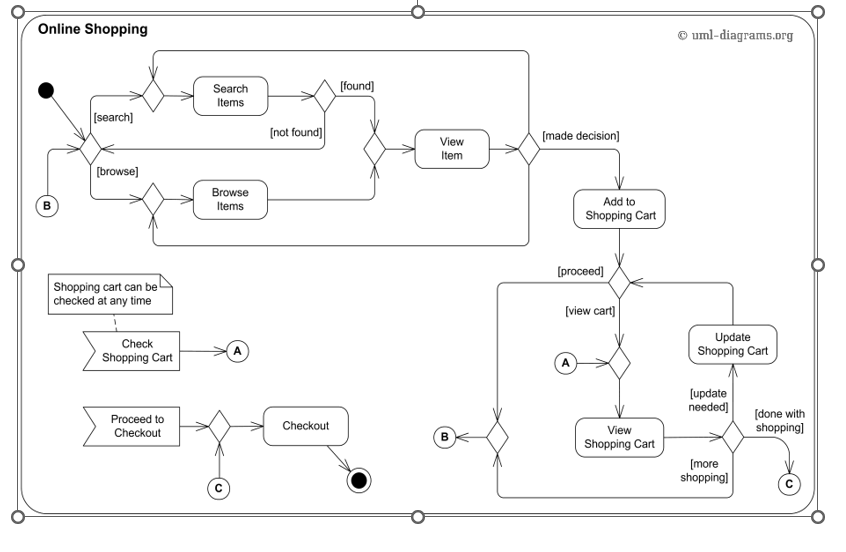 Online Shopping
© uml-diagrams.org
Search
Items
[found]
[search]
[not found]
[made decision]
View
Item
[browse]
Browse
Items
B
Add to
Shopping Cart
[proceed]
Shopping cart can be
checked at any time
[view cart]
Check
Shopping Cart
A
A
Update
Shopping Cart
[update
needed]
[done with
shopping]
Proceed to
Checkout
Checkout
B
View
Shopping Cart
[more
shopping]
C
C